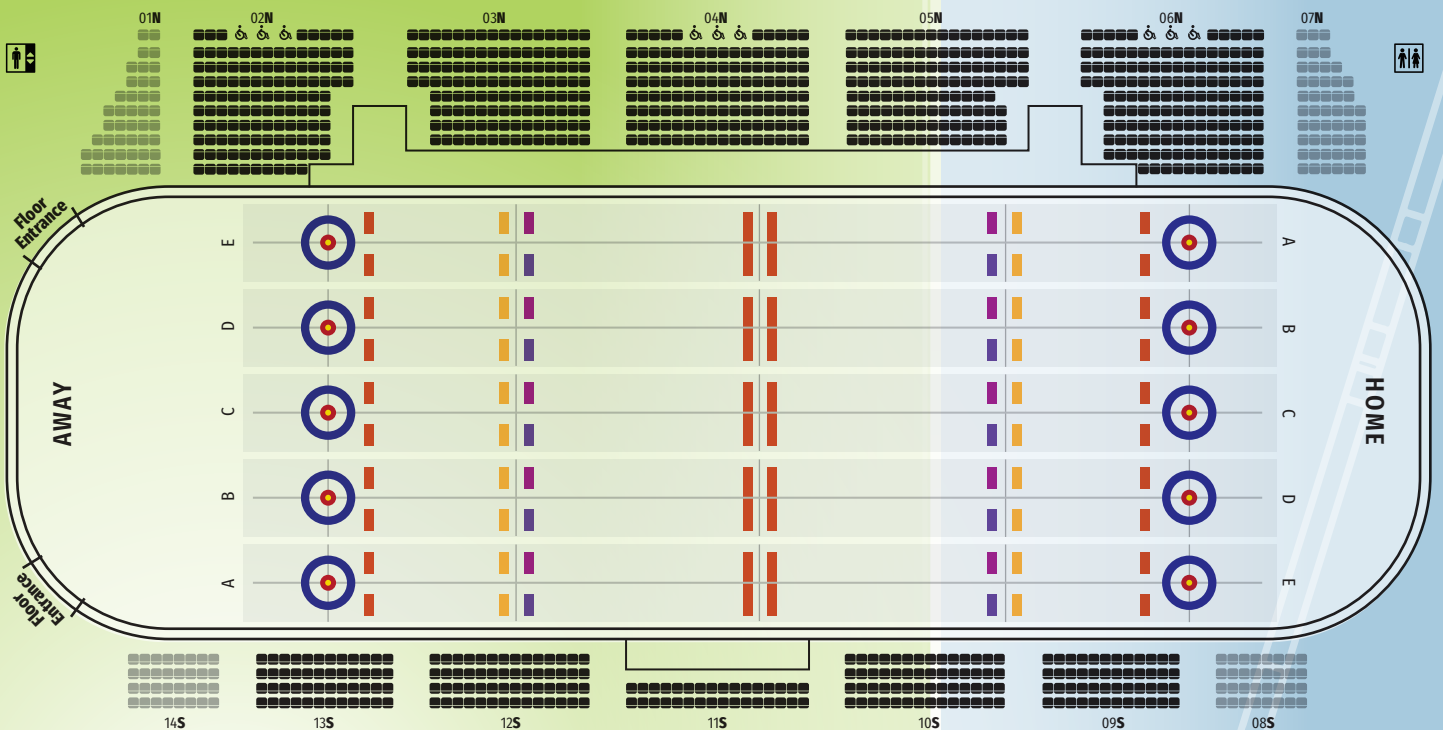 01N
02N
03N
04N
05N
06N
07N
Floor
Entrance
E
A
D
B
AWAY
C
C
HOME
B
D
A
E
Floor
Entrance
14S
13S
12S
11S
10S
09S
08S